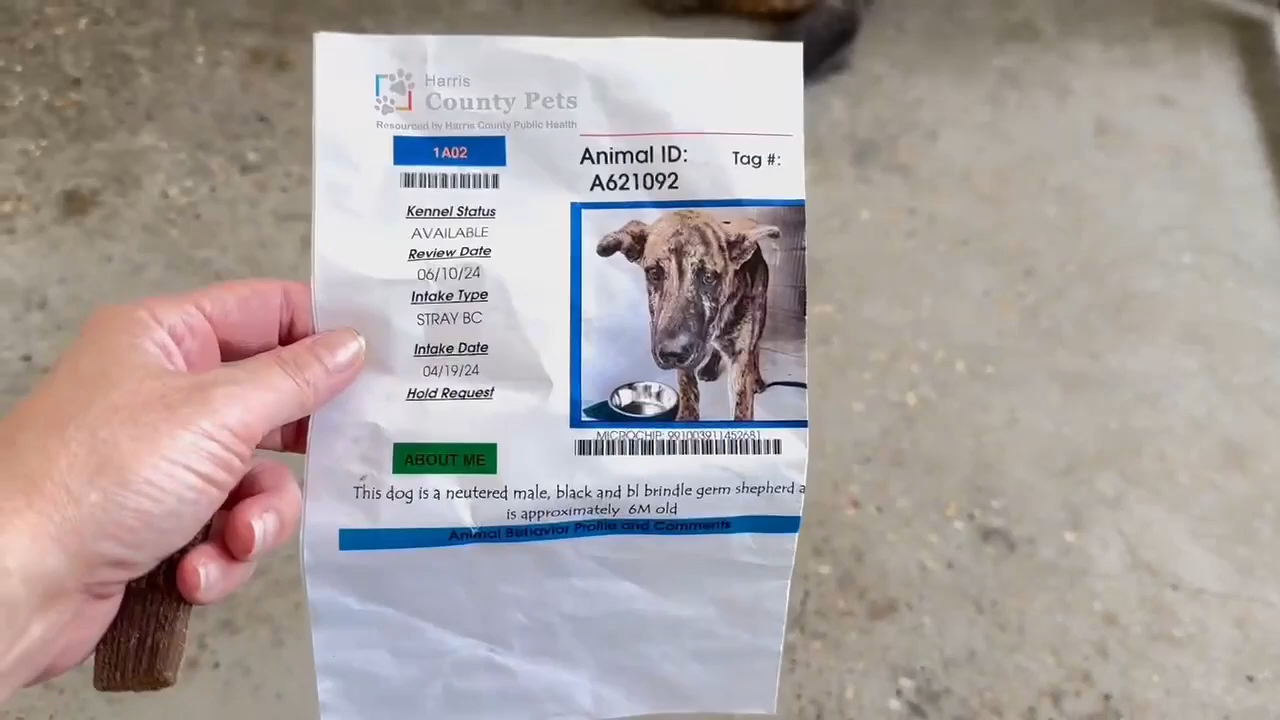 Harris
County Pets
Resourced by Harris County Public Health
1A02
Animal ID:
Tag #:
A621092
Kennel Status
AVAILABLE
Review Date
06/10/24
Intake Type
STRAY BC
Intake Date
04/19/24
Hold Request
MICROCHIP: 991003911452681
ABOUT ME
This dog is a neutered male, black and bl brindle germ shepherd a
is approximately 6M old
Animal Behavior Profile and Comments